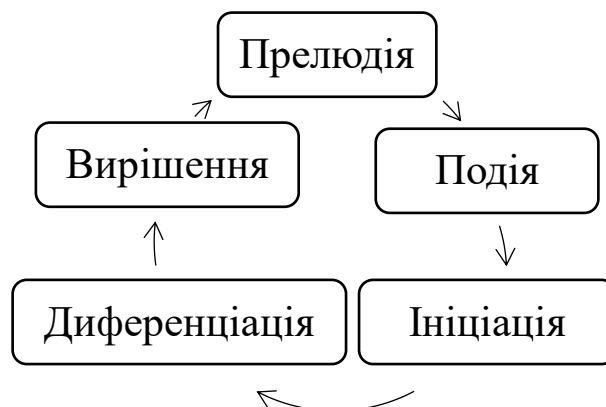 Прелюдія
Подія
Ініціація
Диференціація
Вирішення